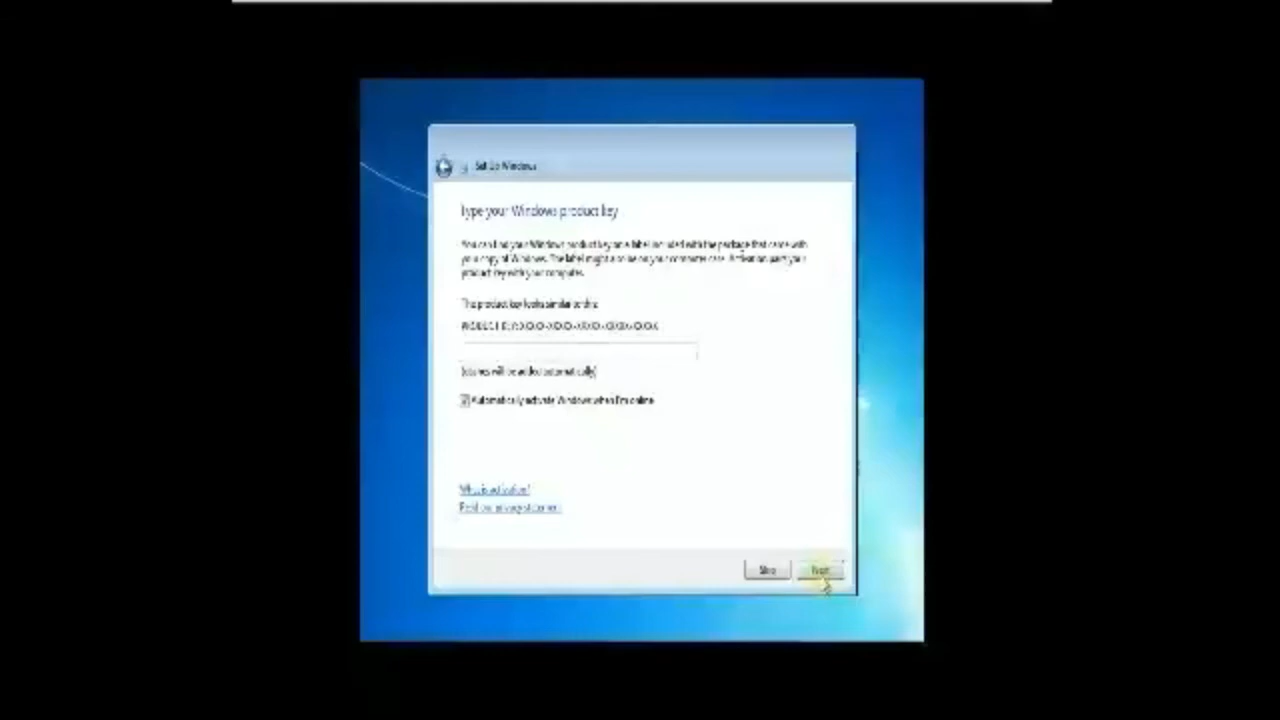 Set Up Windows
Type your Windows product key
You can find your Windows product key on a label included with the package that came with
your copy of Windows. The label might also be on your computer case. Activation pairs your
product key with your computer.
The product key looks similar to this:
PRODUCT KEY: XXXXX-XXXXX-XXXXX-XXXXX-XXXXX
(dashes will be added automatically)
Automatically activate Windows when I'm online
What is activation?
Read our privacy statement
Skip
Next